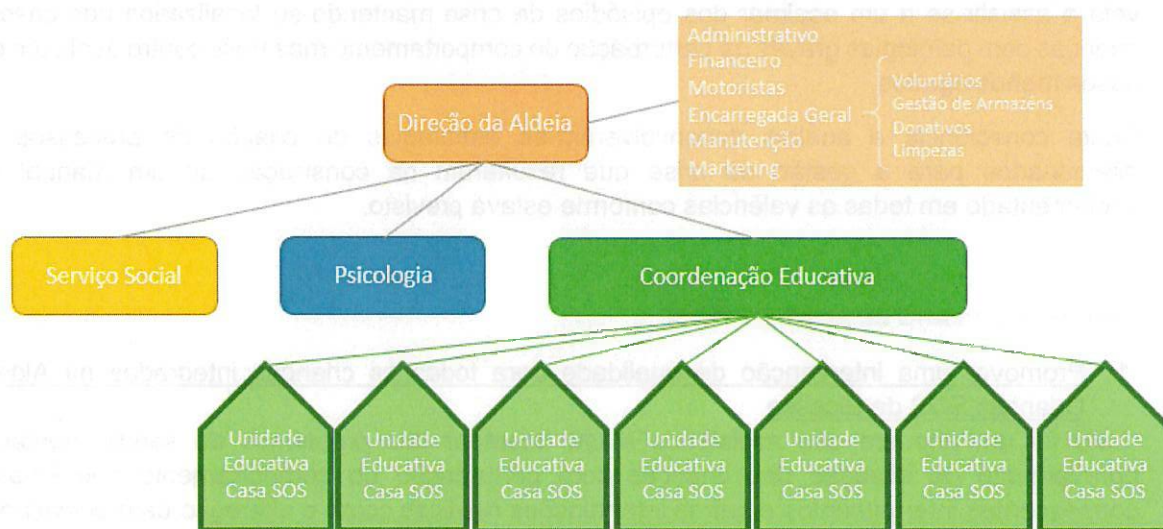 Administrativo
Financeiro
Motoristas
Encarregada Geral
Manutenção
Marketing
Voluntários
Gestão de Armazéns
Donativos
Limpezas
Direção da Aldeia
Serviço Social
Psicologia
Coordenação Educativa
Unidade
Educativa
Casa SOS
Unidade
Educativa
Casa SOS
Unidade
Educativa
Casa SOS
Unidade
Educativa
Casa SOS
Unidade
Educativa
Casa SOS
Unidade
Educativa
Casa SOS
Unidade
Educativa
Casa SOS